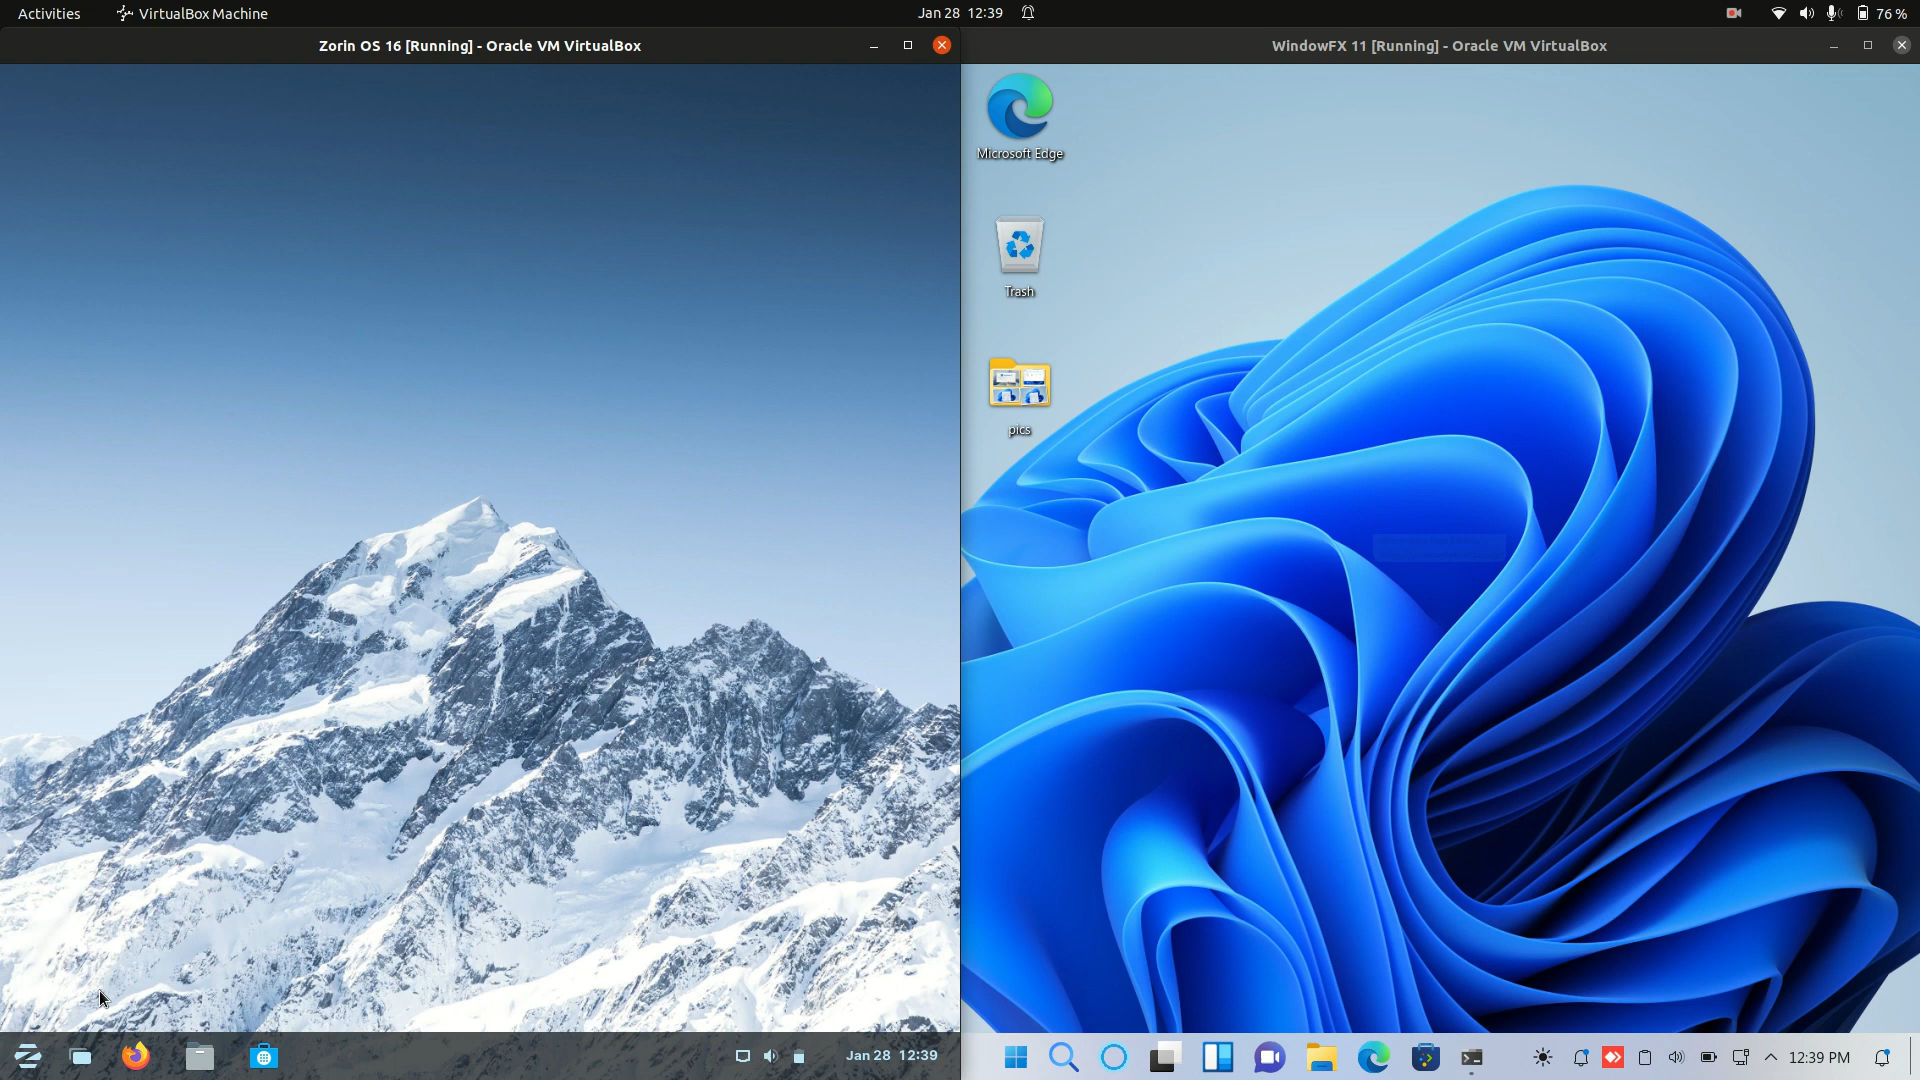 Activities
VirtualBox Machine
Jan 28 12:39
76 %
Zorin OS 16 [Running] - Oracle VM VirtualBox
WindowFX 11 [Running] - Oracle VM VirtualBox
Microsoft Edge
Trash
pics
Jan 28 12:39
12:39 PM